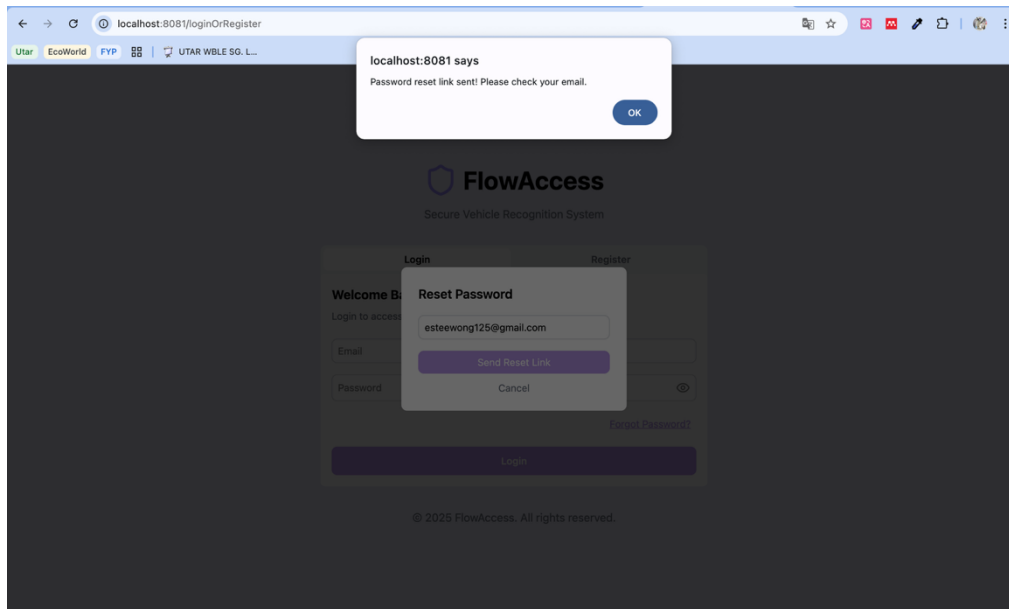 localhost:8081/loginOrRegister
Utar EcoWorld FYP UTAR WBLE SG. L...
localhost:8081 says
Password reset link sent! Please check your email.
OK
FlowAccess
Secure Vehicle Recognition System
Login Register
Welcome Ba
Reset Password
Login to access
esteewong125@gmail.com
Email
Send Reset Link
Password
Cancel
Forgot Password?
Login
© 2025 FlowAccess. All rights reserved.